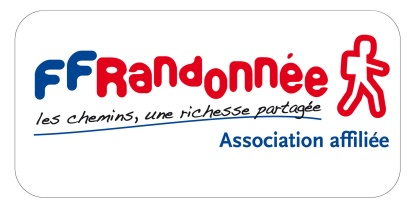 FFRandonnée
les chemins, une richesse partagée
Association affiliée